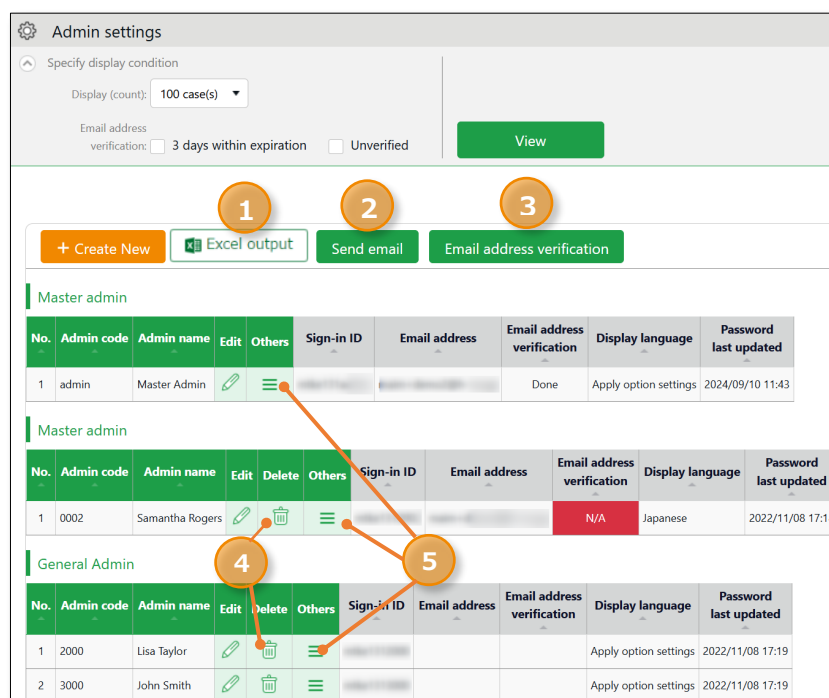 Admin settings
Specify display condition
Display (count): 100 case(s)
Email address
verification: 3 days within expiration Unverified
View
1 2 3
+ Create New Excel output Send email Email address verification
Master admin
No. Admin code Admin name Edit Others Sign-in ID Email address Email address verification Display language Password last updated
1 admin Master Admin Done Apply option settings 2024/09/10 11:43
Master admin
No. Admin code Admin name Edit Delete Others Sign-in ID Email address Email address verification Display language Password last updated
1 0002 Samantha Rogers N/A Japanese 2022/11/08 17:1
4 5
General Admin
No. Admin code Admin name Edit Delete Others Sign-in ID Email address Email address verification Display language Password last updated
1 2000 Lisa Taylor Apply option settings 2022/11/08 17:19
2 3000 John Smith Apply option settings 2022/11/08 17:19